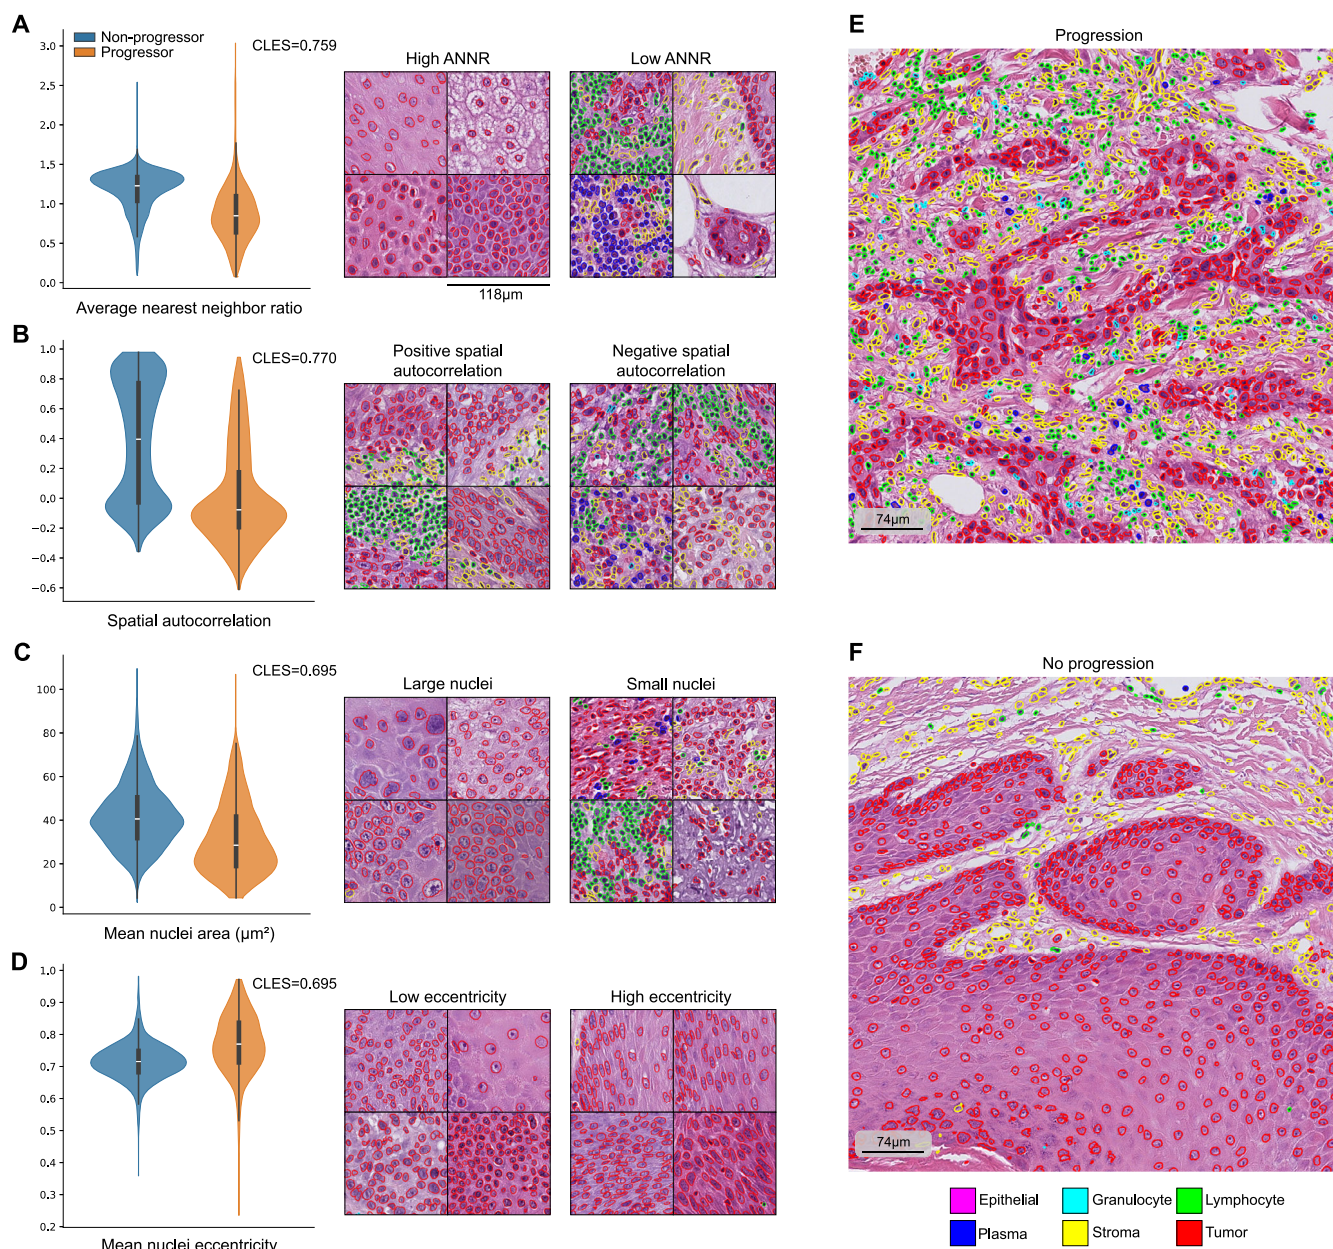 A
Non-progressor
Progressor
CLES=0.759
3.0
2.5
2.0
1.5
1.0
0.5
0.0
Average nearest neighbor ratio
High ANNR
Low ANNR
118µm
B
CLES=0.770
1.0
0.8
0.6
0.4
0.2
0.0
−0.2
−0.4
−0.6
Spatial autocorrelation
Positive spatial
autocorrelation
Negative spatial
autocorrelation
C
CLES=0.695
100
80
60
40
20
0
Mean nuclei area (µm²)
Large nuclei
Small nuclei
D
CLES=0.695
1.0
0.9
0.8
0.7
0.6
0.5
0.4
0.3
0.2
Mean nuclei eccentricity
Low eccentricity
High eccentricity
E
Progression
74µm
F
No progression
74µm
Epithelial
Granulocyte
Lymphocyte
Plasma
Stroma
Tumor